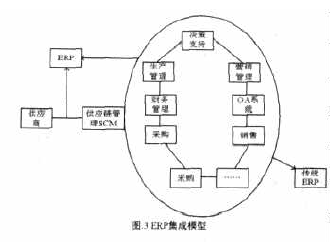 决策
支持
ERP
生产
管理
营销
管理
财务
管理
OA系
统
供应
商
供应链管
理SCM
采购
销售
采购
……
传统
ERP
图.3 ERP集成模型